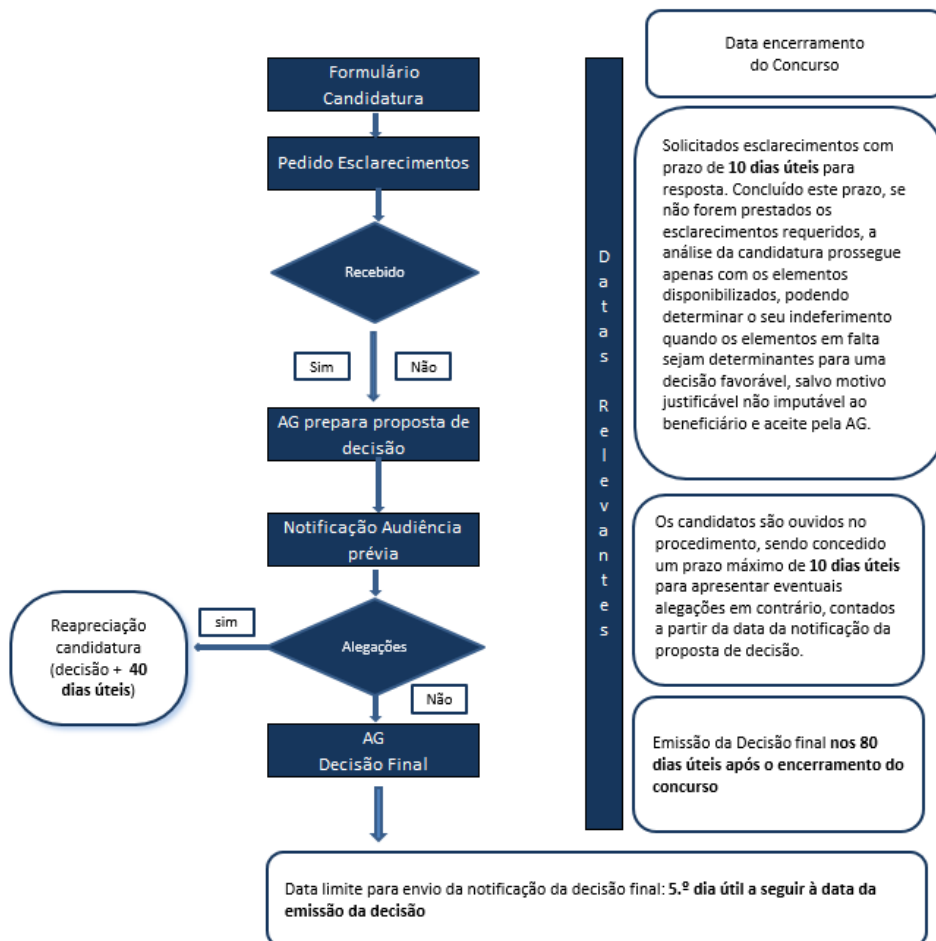 Formulário
Candidatura
Pedido Esclarecimentos
Recebido
Sim
Não
AG prepara proposta de
decisão
Notificação Audiência
prévia
Alegações
sim
Reapreciação
candidatura
(decisão + 40
dias úteis)
Não
AG
Decisão Final
Datas Relevantes
Data encerramento
do Concurso
Solicitados esclarecimentos com
prazo de 10 dias úteis para
resposta. Concluído este prazo, se
não forem prestados os
esclarecimentos requeridos, a
análise da candidatura prossegue
apenas com os elementos
disponibilizados, podendo
determinar o seu indeferimento
quando os elementos em falta
sejam determinantes para uma
decisão favorável, salvo motivo
justificável não imputável ao
beneficiário e aceite pela AG.
Os candidatos são ouvidos no
procedimento, sendo concedido
um prazo máximo de 10 dias úteis
para apresentar eventuais
alegações em contrário, contados
a partir da data da notificação da
proposta de decisão.
Emissão da Decisão final nos 80
dias úteis após o encerramento do
concurso
Data limite para envio da notificação da decisão final: 5.º dia útil a seguir à data da
emissão da decisão